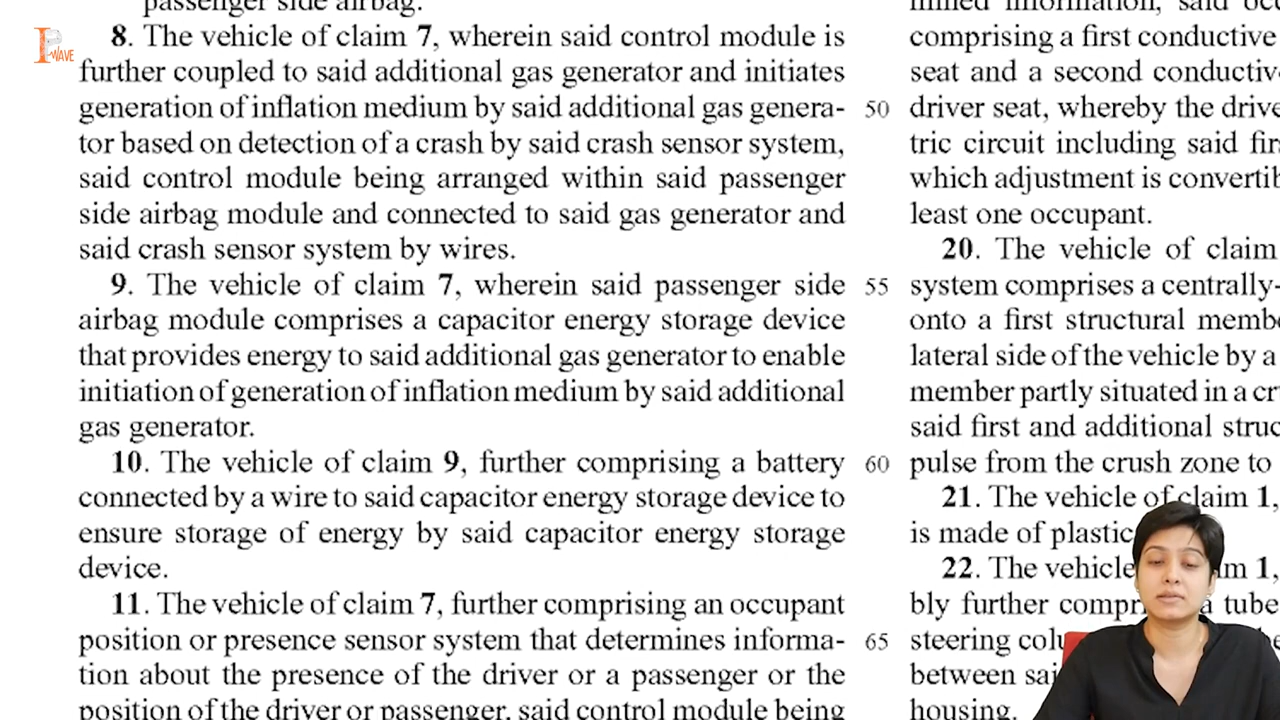 IP WAVE
passenger side airbag.
8. The vehicle of claim 7, wherein said control module is
further coupled to said additional gas generator and initiates
generation of inflation medium by said additional gas genera-
tor based on detection of a crash by said crash sensor system,
said control module being arranged within said passenger
side airbag module and connected to said gas generator and
said crash sensor system by wires.
9. The vehicle of claim 7, wherein said passenger side
airbag module comprises a capacitor energy storage device
that provides energy to said additional gas generator to enable
initiation of generation of inflation medium by said additional
gas generator.
10. The vehicle of claim 9, further comprising a battery
connected by a wire to said capacitor energy storage device to
ensure storage of energy by said capacitor energy storage
device.
11. The vehicle of claim 7, further comprising an occupant
position or presence sensor system that determines informa-
tion about the presence of the driver or a passenger or the
position of the driver or passenger, said control module being
50
55
60
65
information, said
comprising a first conductive
seat and a second
driver seat, whereby the
tric circuit including said
which adjustment is
least one occupant.
20. The vehicle of claim
system comprises a centrally-
onto a first structural
lateral side of the vehicle by a
member partly situated in a
said first and additional
pulse from the crush zone to
21. The vehicle of claim 1,
is made of plastic
22. The vehicle 1,
bly further a tube
steering
between
housing.